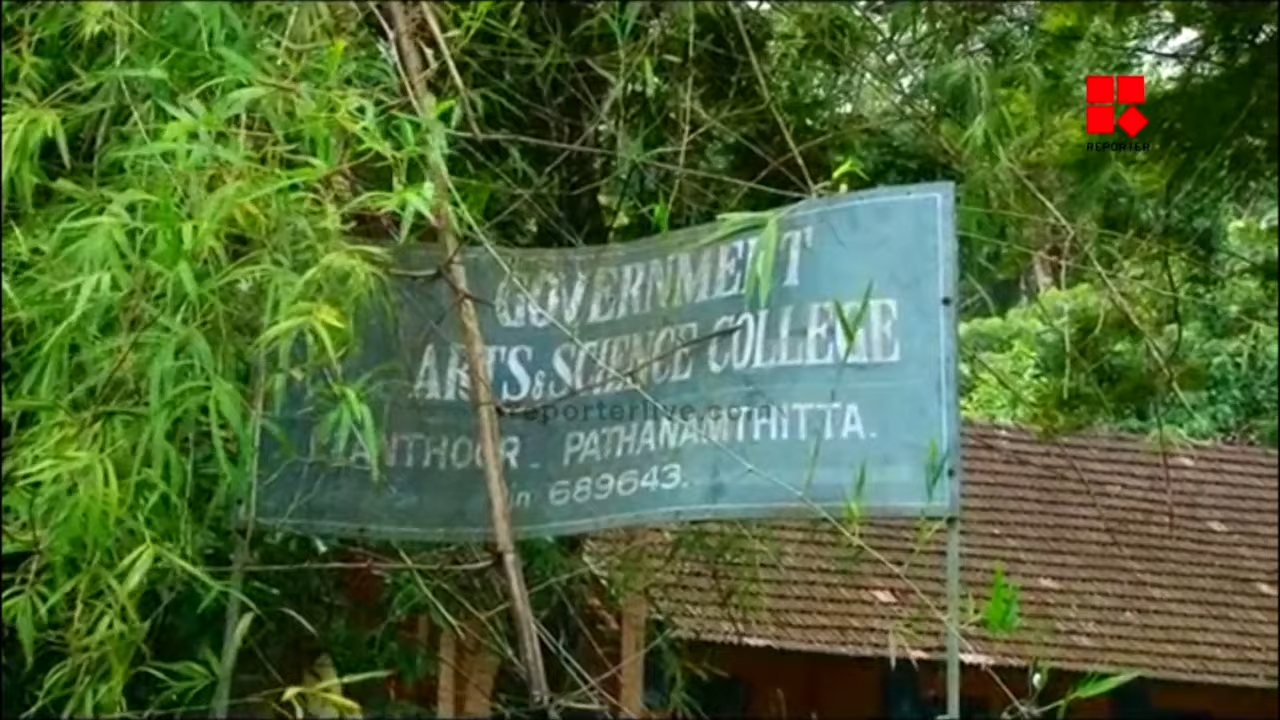 REPORTER
GOVERNMENT
ARTS & SCIENCE COLLEGE
reporterlive.com
PATHANAMTHITTA.
689643.